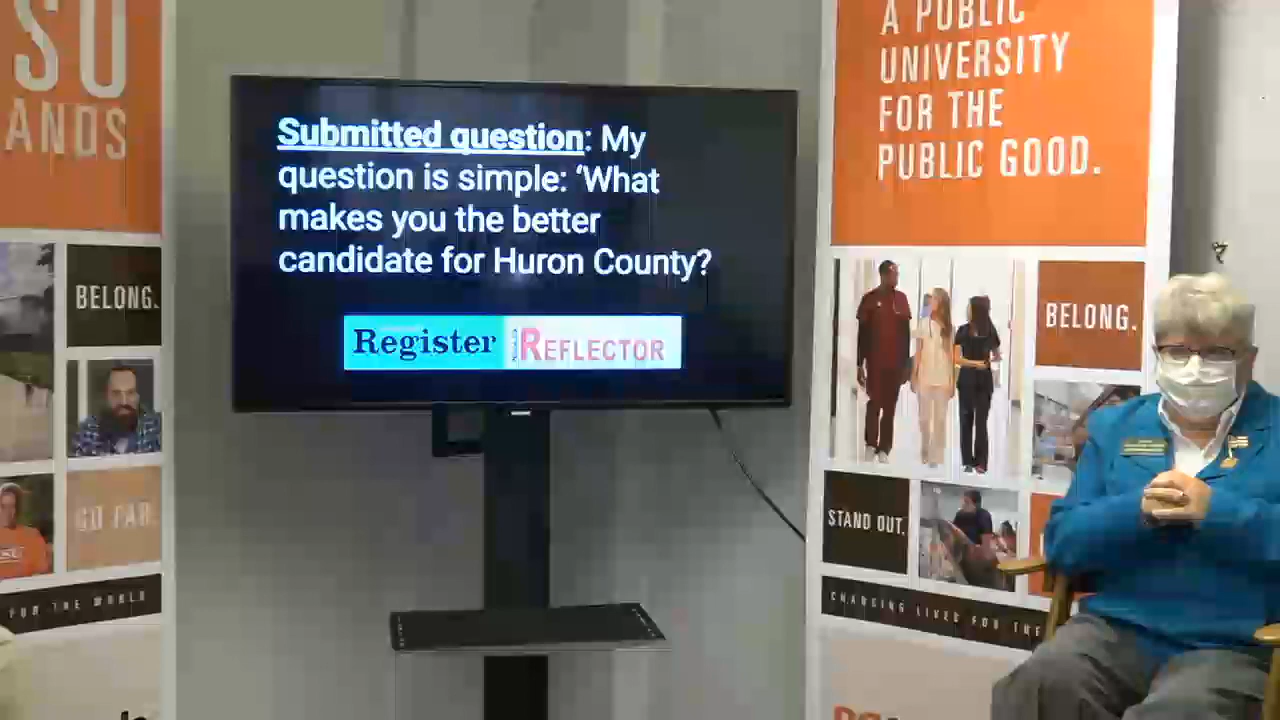 SU
ANDS
BELONG.
GO FAR.
FOR THE WORLD
Submitted question: My
question is simple: ‘What
makes you the better
candidate for Huron County?
Register
REFLECTOR
A PUBLIC
UNIVERSITY
FOR THE
PUBLIC GOOD.
BELONG.
STAND OUT.
CHANGING LIVES FOR THE